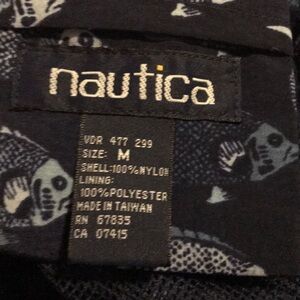 nautica
VDR 477 299
SIZE: M
SHELL:100%NYLON
LINING:
100%POLYESTER
MADE IN TAIWAN
RN 67835
CA 07415